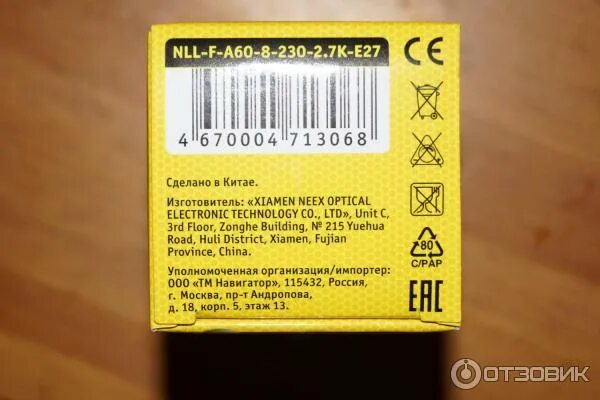 NLL-F-A60-8-230-2.7K-E27
4 670004 713068
Сделано в Китае.
Изготовитель: «XIAMEN NEEX OPTICAL
ELECTRONIC TECHNOLOGY CO., LTD», Unit C,
3rd Floor, Zonghe Building, № 215 Yuehua
Road, Huli District, Xiamen, Fujian
Province, China.
Уполномоченная организация/импортер:
ООО «ТМ Навигатор», 115432, Россия,
г. Москва, пр-т Андропова,
д. 18, корп. 5, этаж 13.
CE
80
C/PAP
EAC
ОТЗОВИК